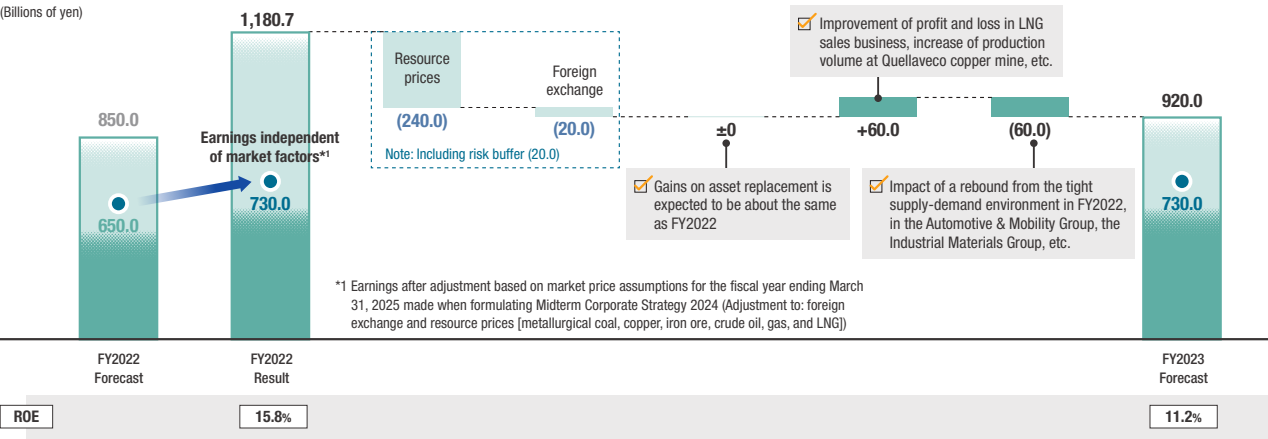 (Billions of yen)
1,180.7
850.0
Earnings independent
of market factors*1
650.0
730.0
Resource
prices
(240.0)
Foreign
exchange
(20.0)
Note: Including risk buffer (20.0)
±0
Gains on asset replacement is
expected to be about the same
as FY2022
Improvement of profit and loss in LNG
sales business, increase of production
volume at Quellaveco copper mine, etc.
+60.0
(60.0)
Impact of a rebound from the tight
supply-demand environment in FY2022,
in the Automotive & Mobility Group, the
Industrial Materials Group, etc.
920.0
730.0
*1 Earnings after adjustment based on market price assumptions for the fiscal year ending March
31, 2025 made when formulating Midterm Corporate Strategy 2024 (Adjustment to: foreign
exchange and resource prices [metallurgical coal, copper, iron ore, crude oil, gas, and LNG])
FY2022
Forecast
FY2022
Result
FY2023
Forecast
ROE
15.8%
11.2%